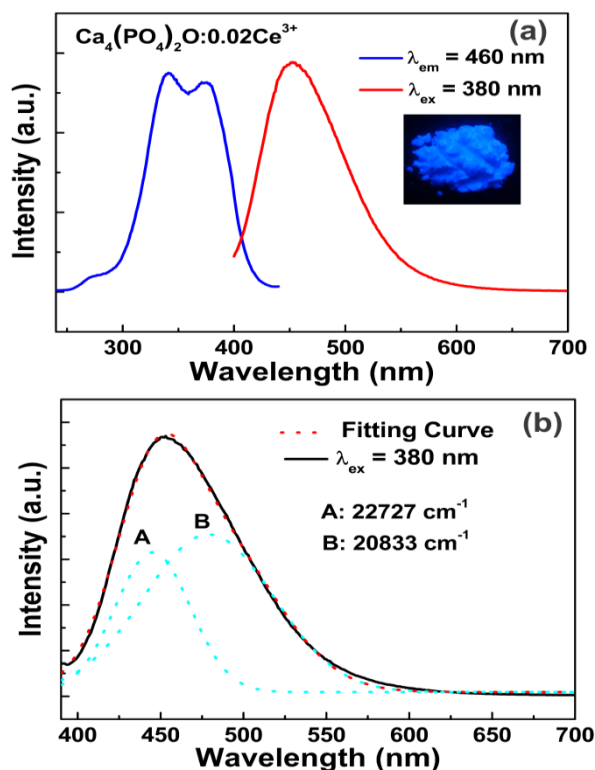 (a)
Ca₄(PO₄)₂O:0.02Ce³⁺
λem = 460 nm
λex = 380 nm
Intensity (a.u.)
300 400 500 600 700
Wavelength (nm)
(b)
Fitting Curve
λex = 380 nm
A: 22727 cm⁻¹
B: 20833 cm⁻¹
A
B
Intensity (a.u.)
400 450 500 550 600 650 700
Wavelength (nm)